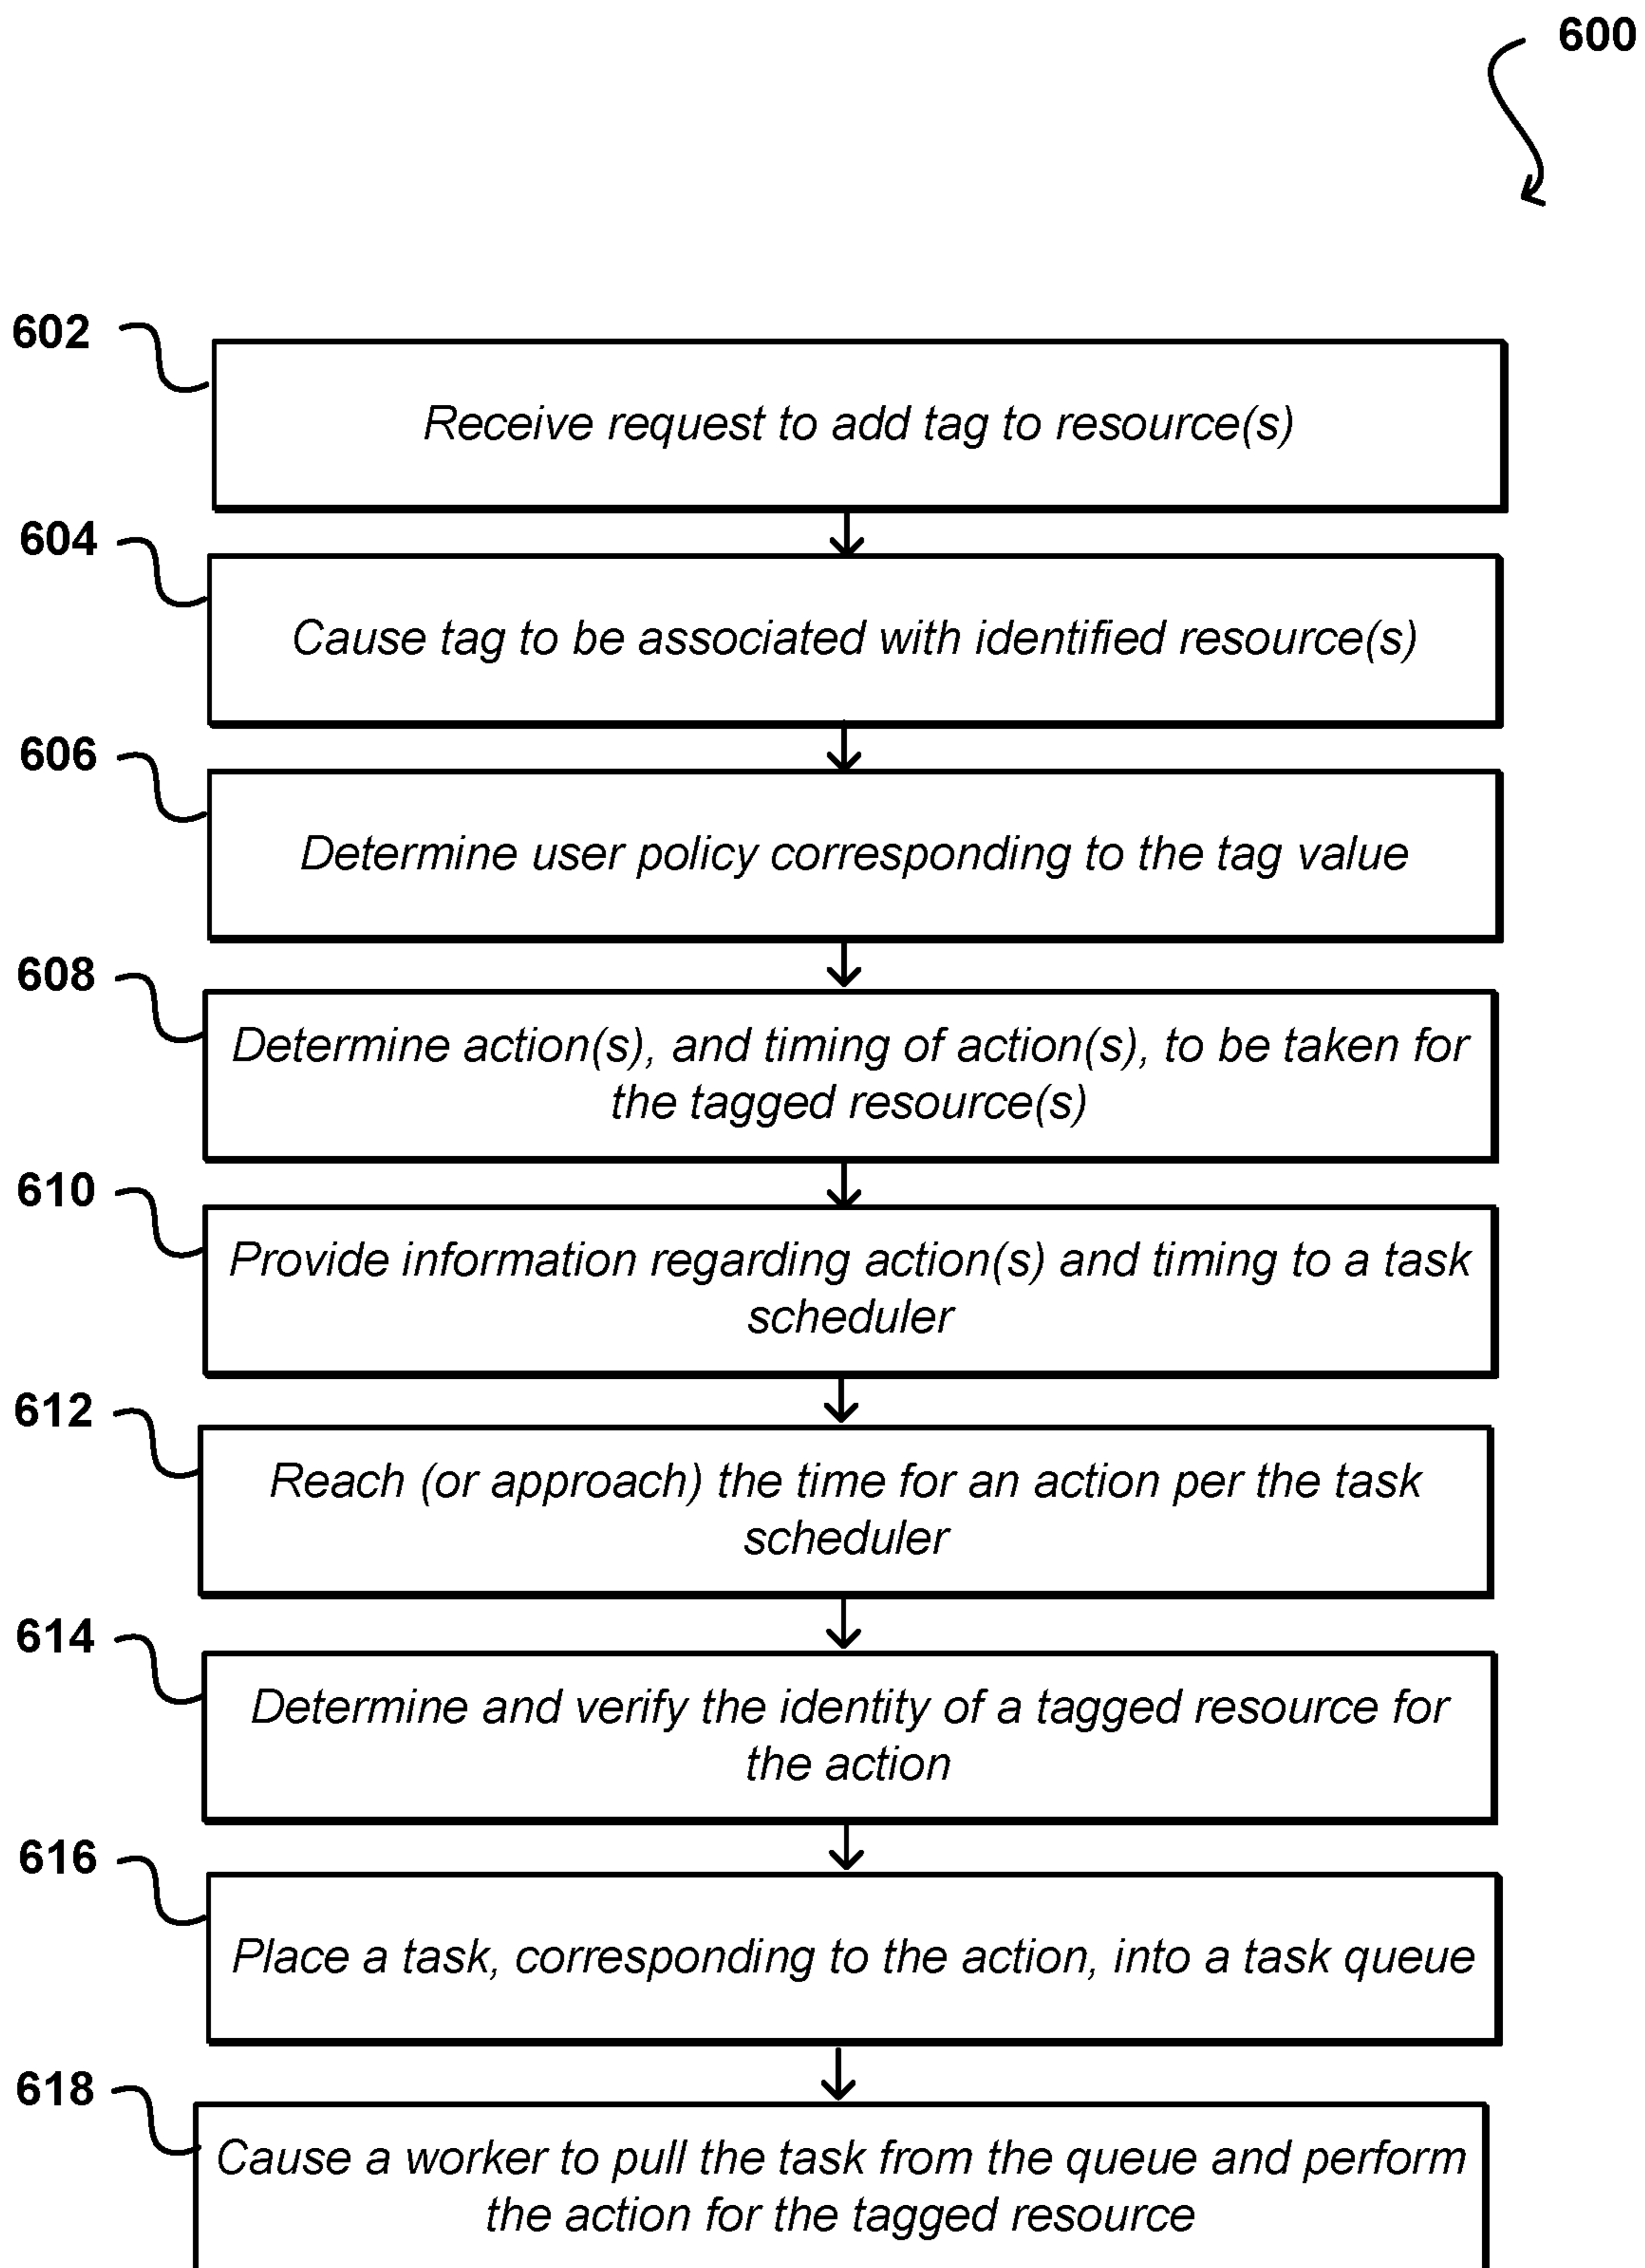 600
602
Receive request to add tag to resource(s)
604
Cause tag to be associated with identified resource(s)
606
Determine user policy corresponding to the tag value
608
Determine action(s), and timing of action(s), to be taken for
the tagged resource(s)
610
Provide information regarding action(s) and timing to a task
scheduler
612
Reach (or approach) the time for an action per the task
scheduler
614
Determine and verify the identity of a tagged resource for
the action
616
Place a task, corresponding to the action, into a task queue
618
Cause a worker to pull the task from the queue and perform
the action for the tagged resource